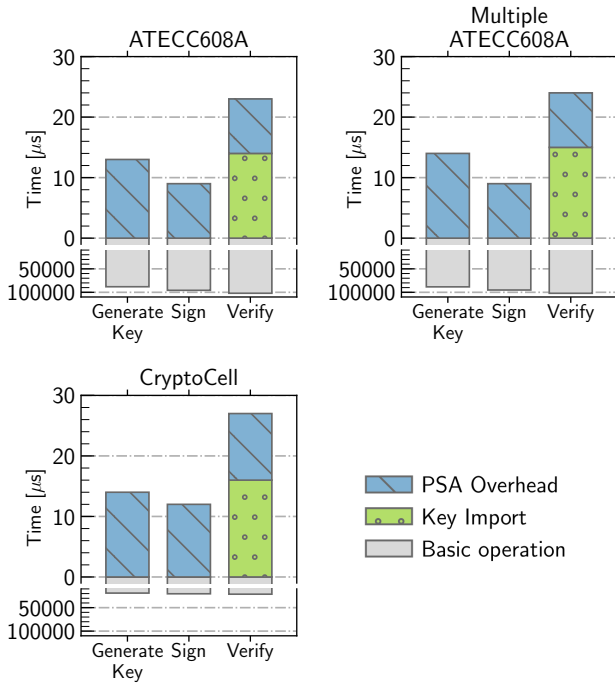 ATECC608A
30
20
10
0
50000
100000
Time [μs]
Generate
Key
Sign
Verify
Multiple
ATECC608A
30
20
10
0
50000
100000
Time [μs]
Generate
Key
Sign
Verify
CryptoCell
30
20
10
0
50000
100000
Time [μs]
Generate
Key
Sign
Verify
PSA Overhead
Key Import
Basic operation